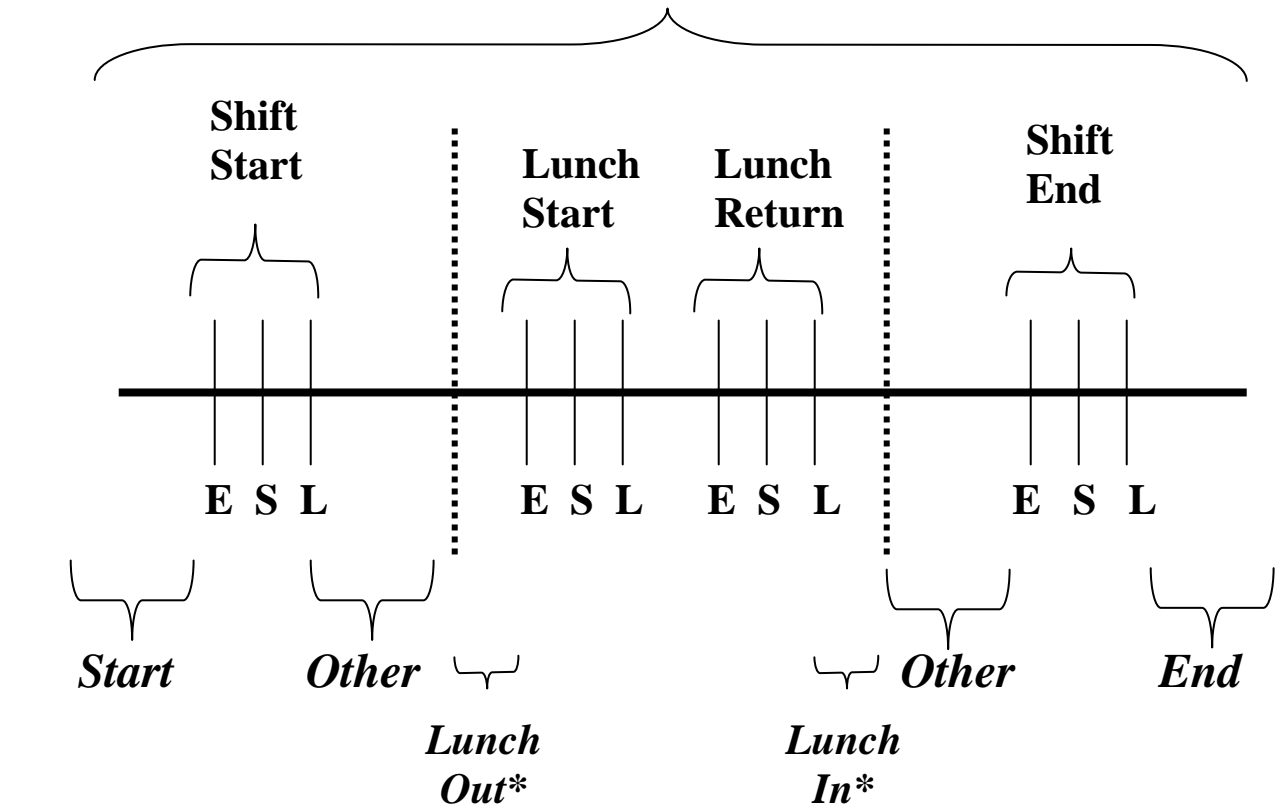 Shift
Start
Lunch
Start
Lunch
Return
Shift
End
E S L
E S L
E S L
E S L
Start
Other
Lunch
Out*
Lunch
In*
Other
End